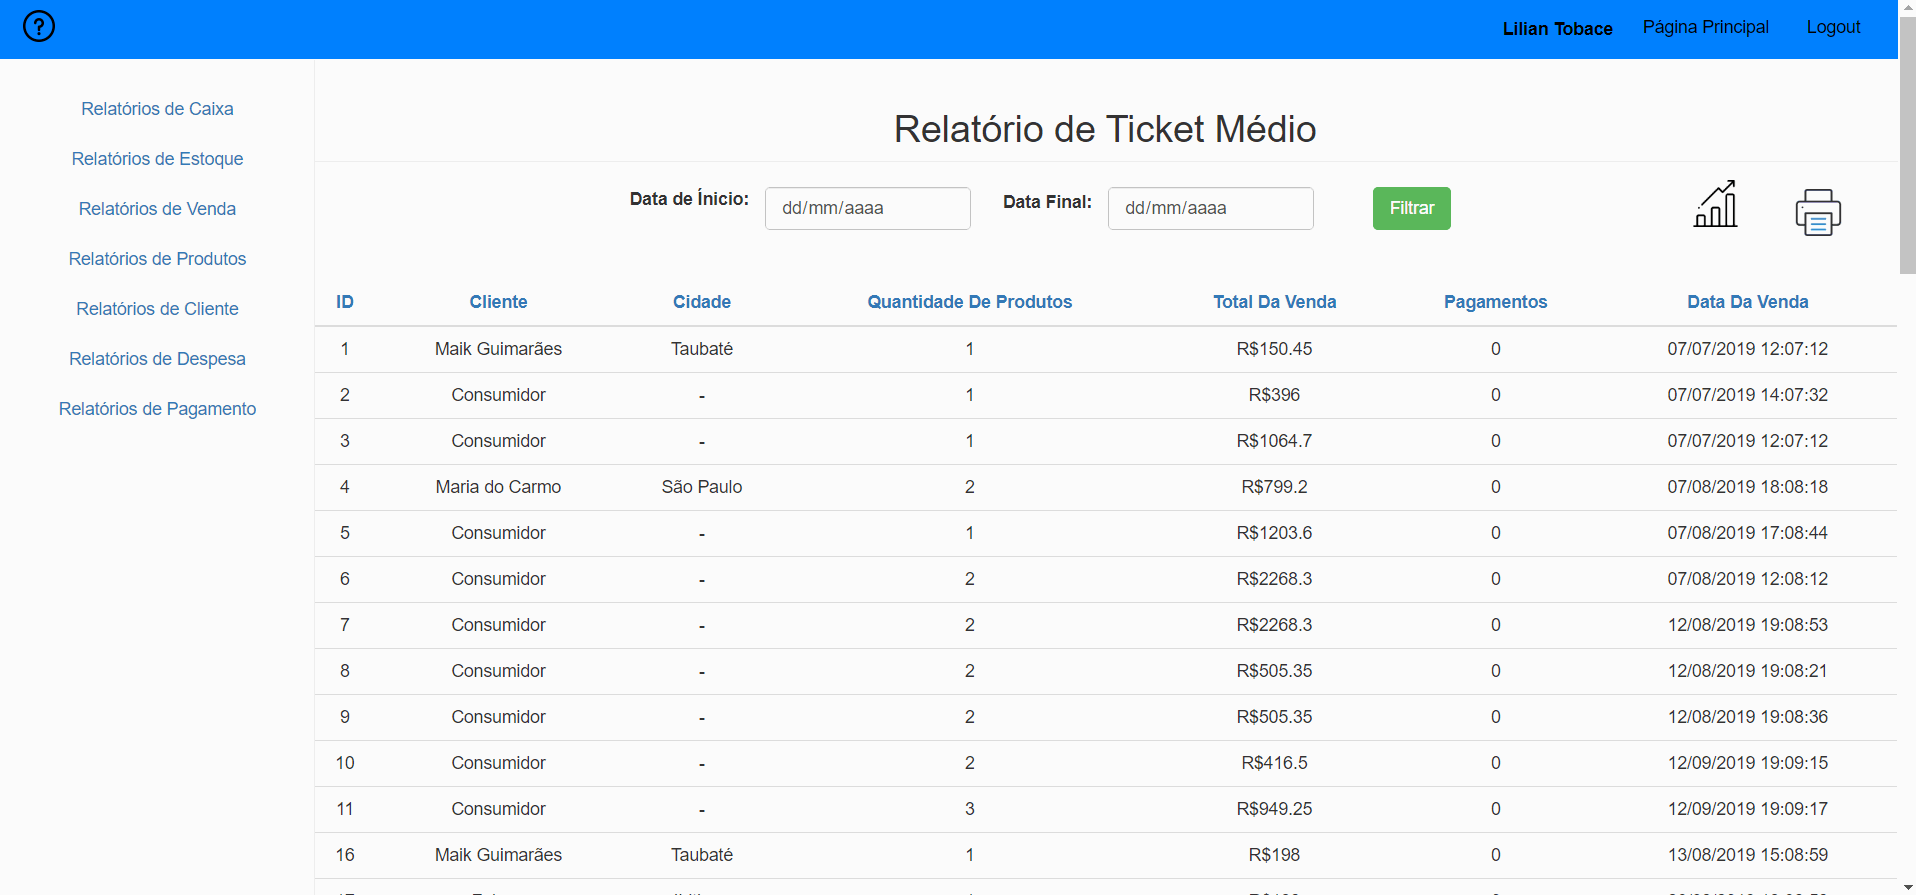 ?
Lilian Tobace Página Principal Logout
Relatórios de Caixa
Relatórios de Estoque
Relatórios de Venda
Relatórios de Produtos
Relatórios de Cliente
Relatórios de Despesa
Relatórios de Pagamento
Relatório de Ticket Médio
Data de Ínicio: dd/mm/aaaa Data Final: dd/mm/aaaa Filtrar
ID Cliente Cidade Quantidade De Produtos Total Da Venda Pagamentos Data Da Venda
1 Maik Guimarães Taubaté 1 R$150.45 0 07/07/2019 12:07:12
2 Consumidor - 1 R$396 0 07/07/2019 14:07:32
3 Consumidor - 1 R$1064.7 0 07/07/2019 12:07:12
4 Maria do Carmo São Paulo 2 R$799.2 0 07/08/2019 18:08:18
5 Consumidor - 1 R$1203.6 0 07/08/2019 17:08:44
6 Consumidor - 2 R$2268.3 0 07/08/2019 12:08:12
7 Consumidor - 2 R$2268.3 0 12/08/2019 19:08:53
8 Consumidor - 2 R$505.35 0 12/08/2019 19:08:21
9 Consumidor - 2 R$505.35 0 12/08/2019 19:08:36
10 Consumidor - 2 R$416.5 0 12/09/2019 19:09:15
11 Consumidor - 3 R$949.25 0 12/09/2019 19:09:17
16 Maik Guimarães Taubaté 1 R$198 0 13/08/2019 15:08:59